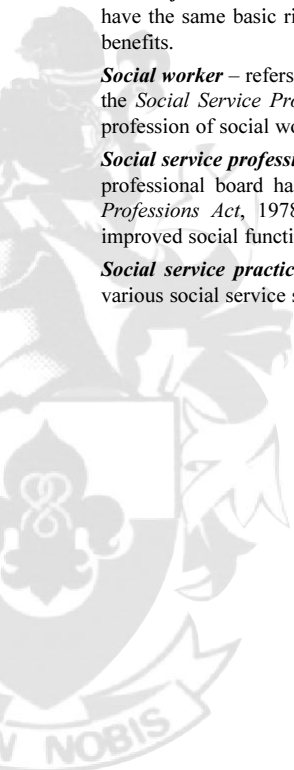 have the same basic ri
benefits.
Social worker – refers
the Social Service Pro
profession of social wo
Social service professi
professional board ha
Professions Act, 1978
improved social functi
Social service practic
various social service s
NOBIS